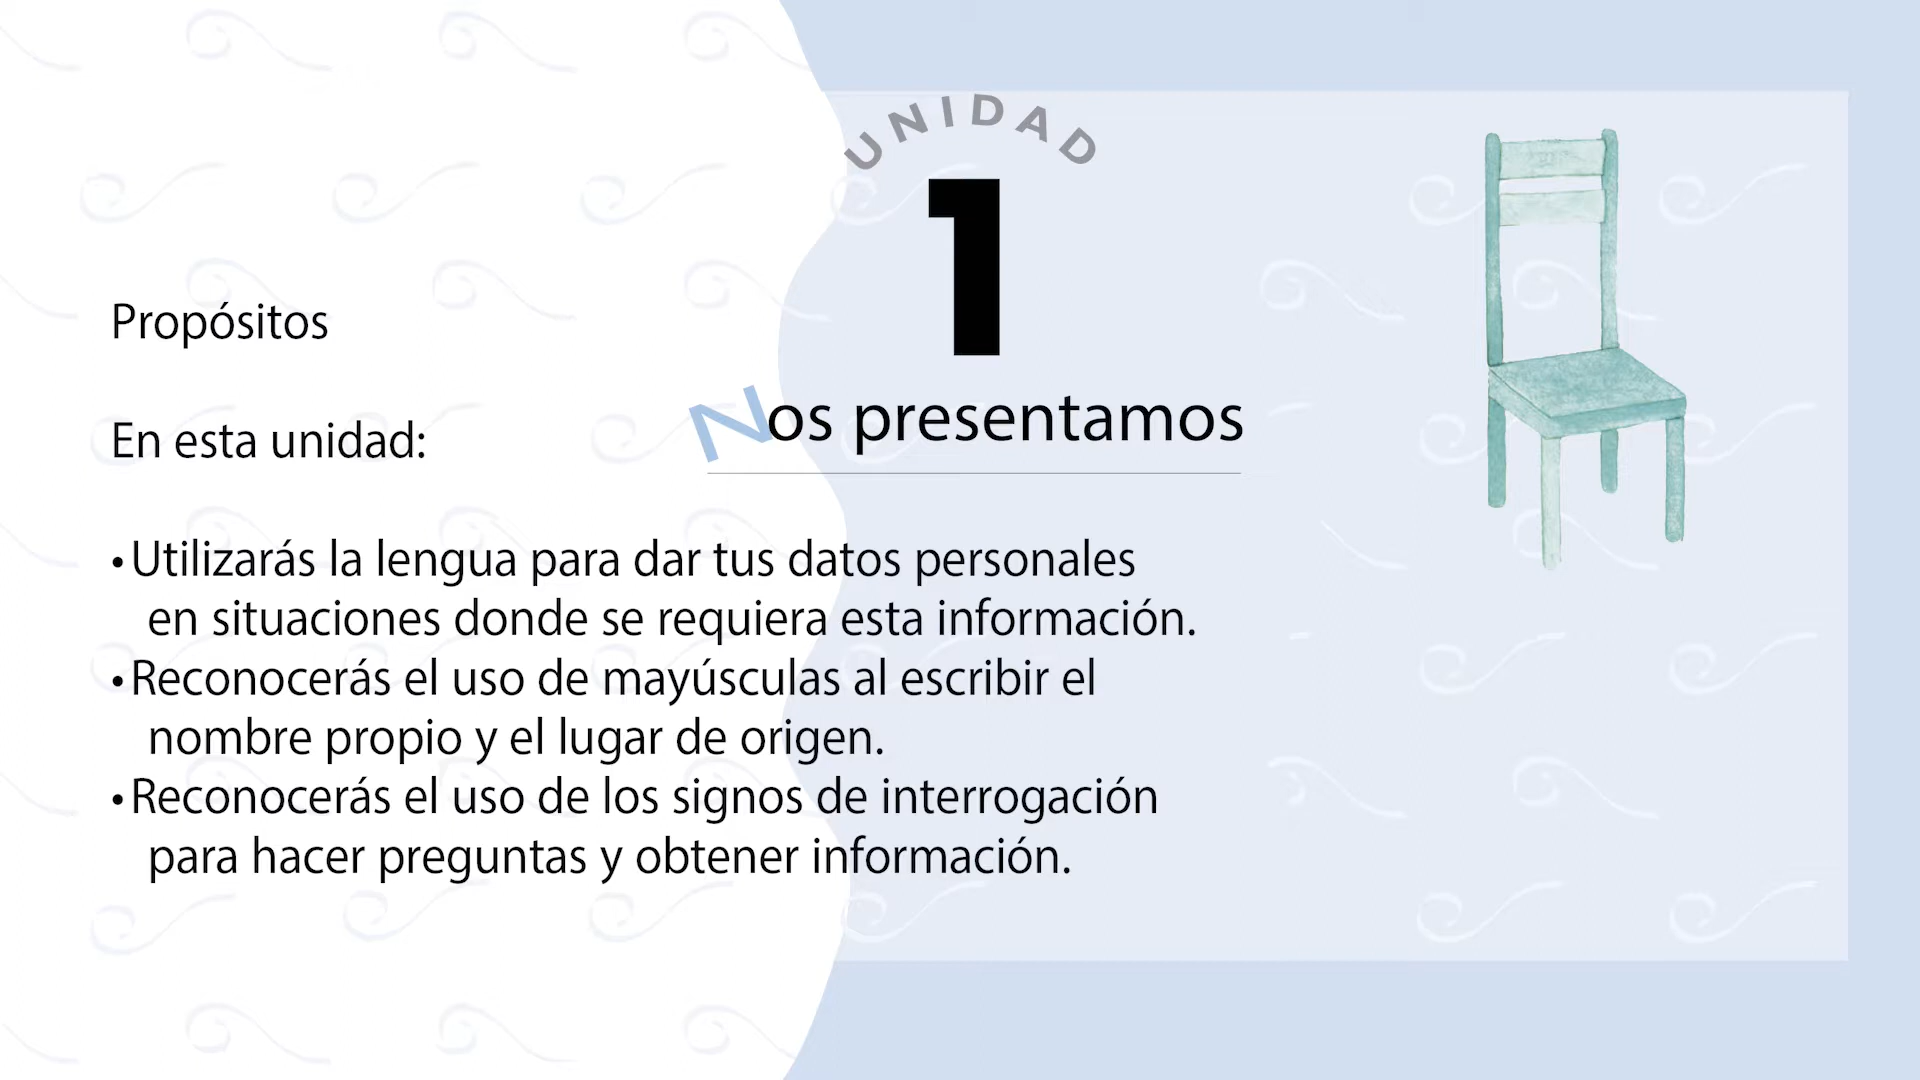 UNIDAD
1
Nos presentamos
Propósitos
En esta unidad:
•Utilizarás la lengua para dar tus datos personales
en situaciones donde se requiera esta información.
•Reconocerás el uso de mayúsculas al escribir el
nombre propio y el lugar de origen.
•Reconocerás el uso de los signos de interrogación
para hacer preguntas y obtener información.